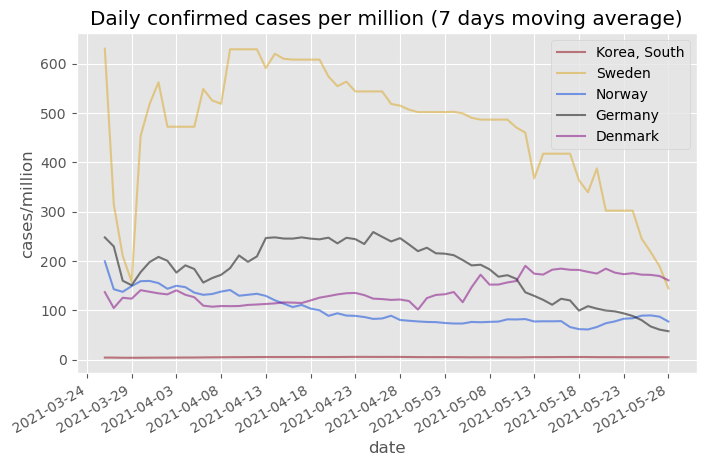 Daily confirmed cases per million (7 days moving average)
Korea, South
Sweden
Norway
Germany
Denmark
cases/million
600
500
400
300
200
100
0
2021-03-24
2021-03-29
2021-04-03
2021-04-08
2021-04-13
2021-04-18
2021-04-23
2021-04-28
2021-05-03
2021-05-08
2021-05-13
2021-05-18
2021-05-23
2021-05-28
date